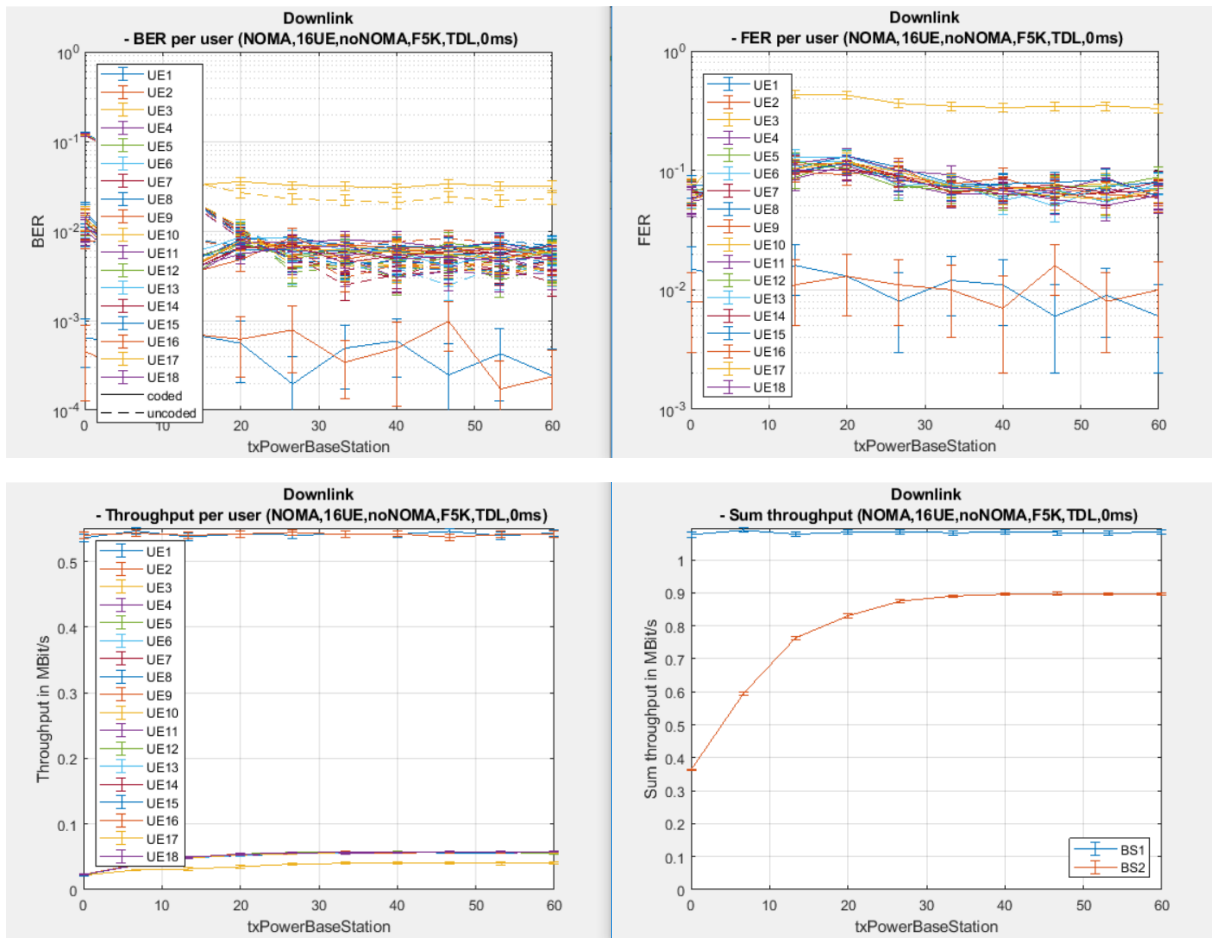 Downlink
- BER per user (NOMA,16UE,noNOMA,F5K,TDL,0ms)
10^0
10^-1
10^-2
10^-3
10^-4
BER
UE1
UE2
UE3
UE4
UE5
UE6
UE7
UE8
UE9
UE10
UE11
UE12
UE13
UE14
UE15
UE16
UE17
UE18
coded
uncoded
0 10 20 30 40 50 60
txPowerBaseStation
Downlink
- FER per user (NOMA,16UE,noNOMA,F5K,TDL,0ms)
10^0
10^-1
10^-2
10^-3
FER
UE1
UE2
UE3
UE4
UE5
UE6
UE7
UE8
UE9
UE10
UE11
UE12
UE13
UE14
UE15
UE16
UE17
UE18
0 10 20 30 40 50 60
txPowerBaseStation
Downlink
- Throughput per user (NOMA,16UE,noNOMA,F5K,TDL,0ms)
0.5
0.4
0.3
0.2
0.1
0
Throughput in MBit/s
UE1
UE2
UE3
UE4
UE5
UE6
UE7
UE8
UE9
UE10
UE11
UE12
UE13
UE14
UE15
UE16
UE17
UE18
0 10 20 30 40 50 60
txPowerBaseStation
Downlink
- Sum throughput (NOMA,16UE,noNOMA,F5K,TDL,0ms)
1
0.9
0.8
0.7
0.6
0.5
0.4
0.3
0.2
0.1
0
Sum throughput in MBit/s
BS1
BS2
0 10 20 30 40 50 60
txPowerBaseStation